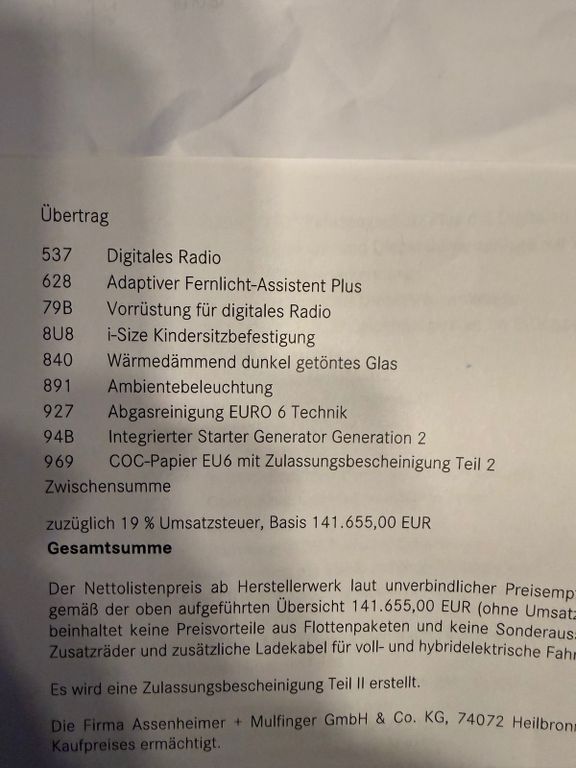 Übertrag
537 Digitales Radio
628 Adaptiver Fernlicht-Assistent Plus
79B Vorrüstung für digitales Radio
8U8 i-Size Kindersitzbefestigung
840 Wärmedämmend dunkel getöntes Glas
891 Ambientebeleuchtung
927 Abgasreinigung EURO 6 Technik
94B Integrierter Starter Generator Generation 2
969 COC-Papier EU6 mit Zulassungsbescheinigung Teil 2
Zwischensumme
zuzüglich 19 % Umsatzsteuer, Basis 141.655,00 EUR
Gesamtsumme
Der Nettolistenpreis ab Herstellerwerk laut unverbindlicher Preisempf
gemäß der oben aufgeführten Übersicht 141.655,00 EUR (ohne Umsatz
beinhaltet keine Preisvorteile aus Flottenpaketen und keine Sonderauss
Zusatzräder und zusätzliche Ladekabel für voll- und hybridelektrische Fahr
Es wird eine Zulassungsbescheinigung Teil II erstellt.
Die Firma Assenheimer + Mulfinger GmbH & Co. KG, 74072 Heilbronn
Kaufpreises ermächtigt.